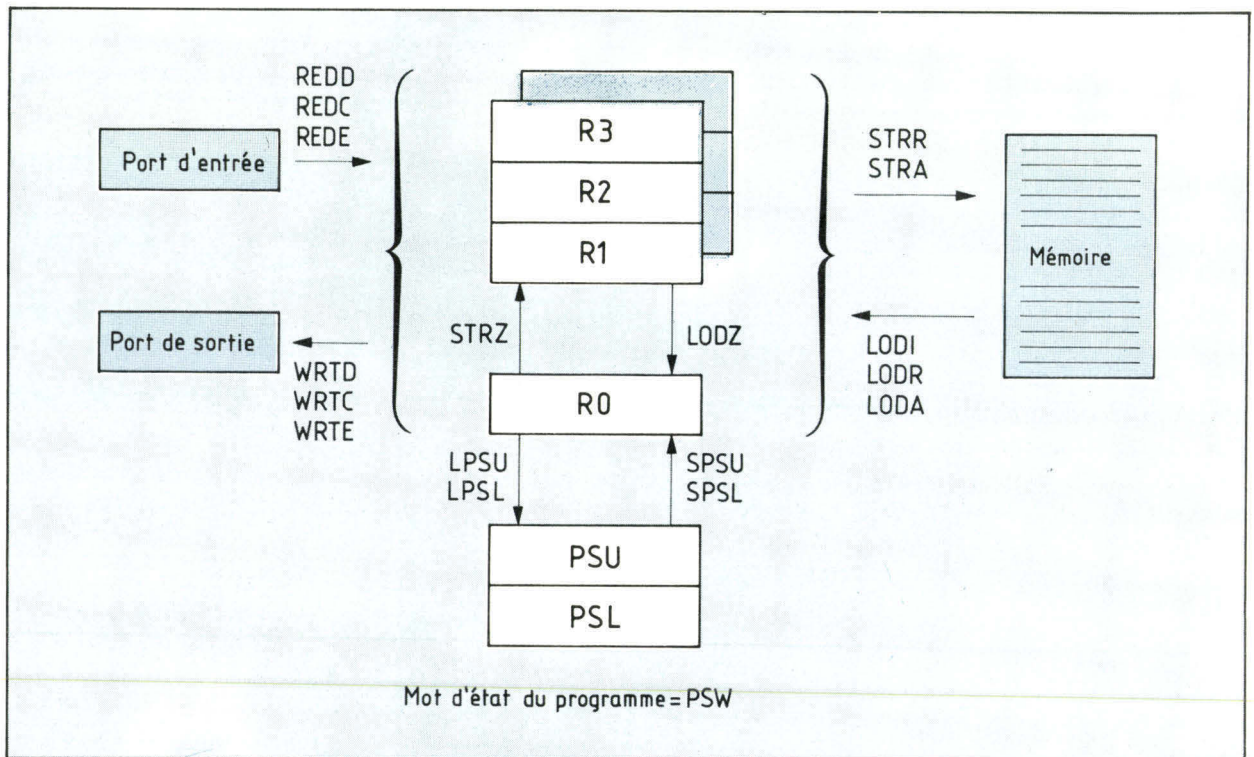 REDD
REDC
REDE
Port d'entrée
Port de sortie
WRTD
WRTC
WRTE
R3
R2
R1
STRZ
LODZ
R0
LPSU
LPSL
SPSU
SPSL
PSU
PSL
STRR
STRA
Mémoire
LODI
LODR
LODA
Mot d'état du programme=PSW